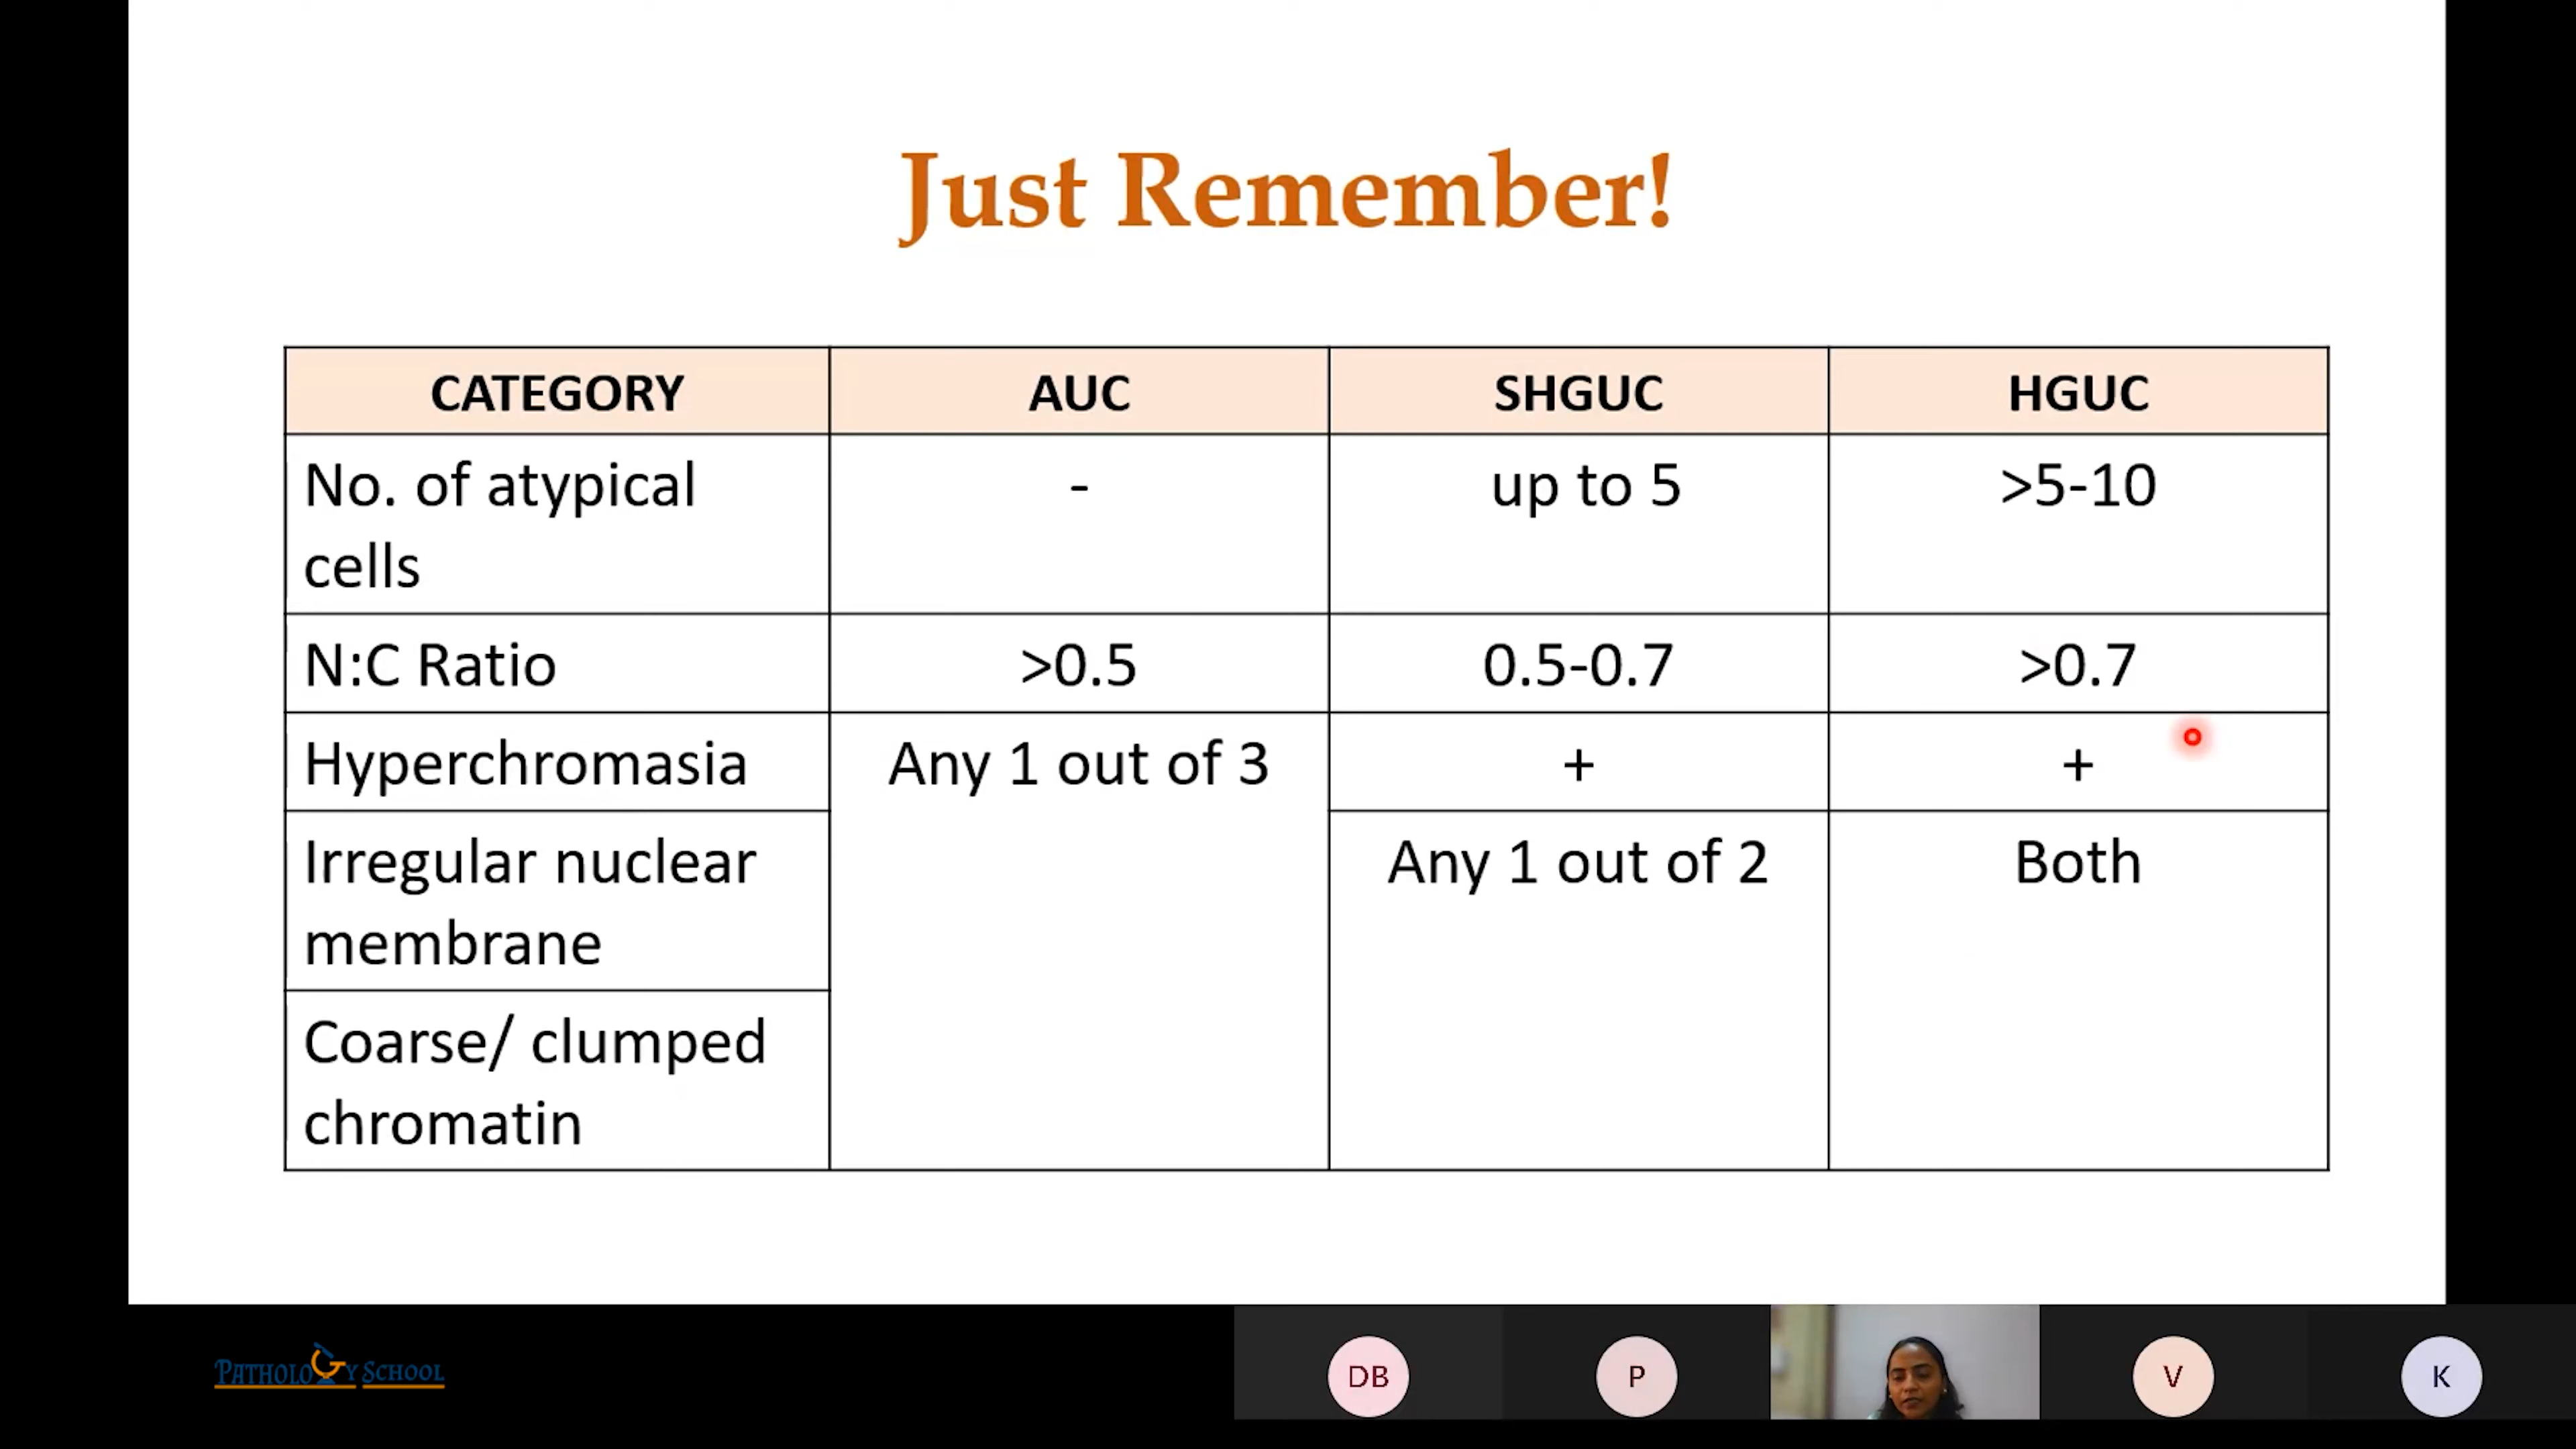 Just Remember!
CATEGORY AUC SHGUC HGUC
No. of atypical - up to 5 >5-10
cells
N:C Ratio >0.5 0.5-0.7 >0.7
Hyperchromasia Any 1 out of 3 + +
Irregular nuclear Any 1 out of 2 Both
membrane
Coarse/ clumped
chromatin
PATHOLOGY SCHOOL
DB P V K